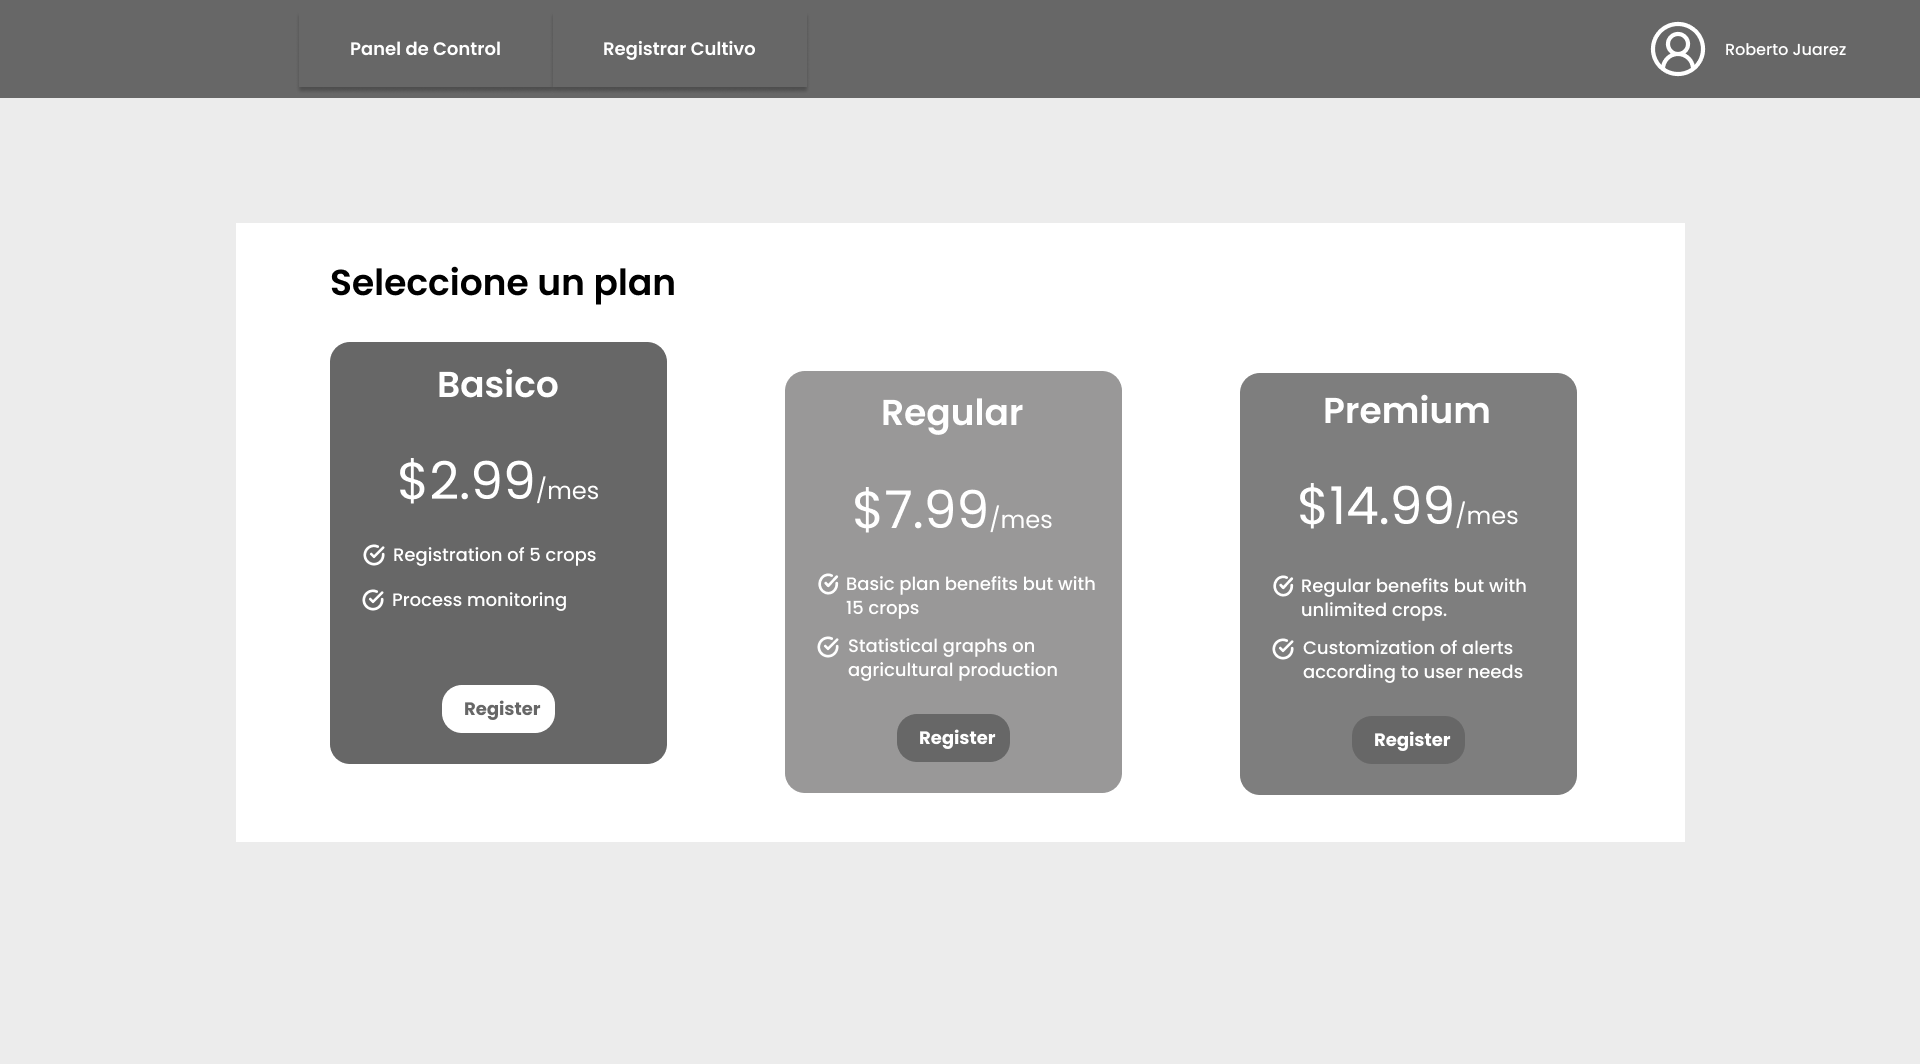 Panel de Control
Registrar Cultivo
Roberto Juarez
Seleccione un plan
Basico
$2.99/mes
Registration of 5 crops
Process monitoring
Register
Regular
$7.99/mes
Basic plan benefits but with
15 crops
Statistical graphs on
agricultural production
Register
Premium
$14.99/mes
Regular benefits but with
unlimited crops.
Customization of alerts
according to user needs
Register